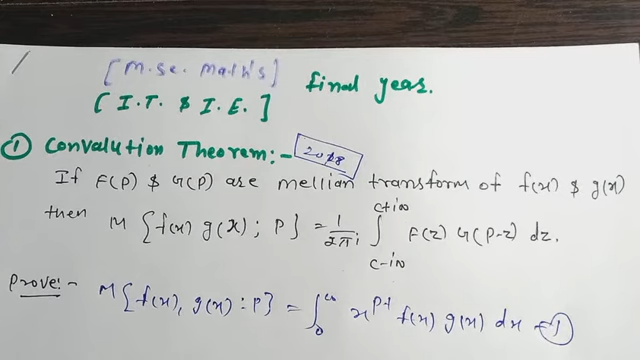 [M.Sc. Math's] final year.
[I.T. $ I.E.]
① Convalution Theorem:- 2018
If F(P) $ G(P) are mellian transform of f(x) $ g(x)
then M {f(x) g(x); P} = 1/2πi ∫_{c-i∞}^{c+i∞} F(z) G(P-z) dz.
Prove:- M{f(x), g(x) : P} = ∫_0^∞ x^{P-1} f(x) g(x) dx -①